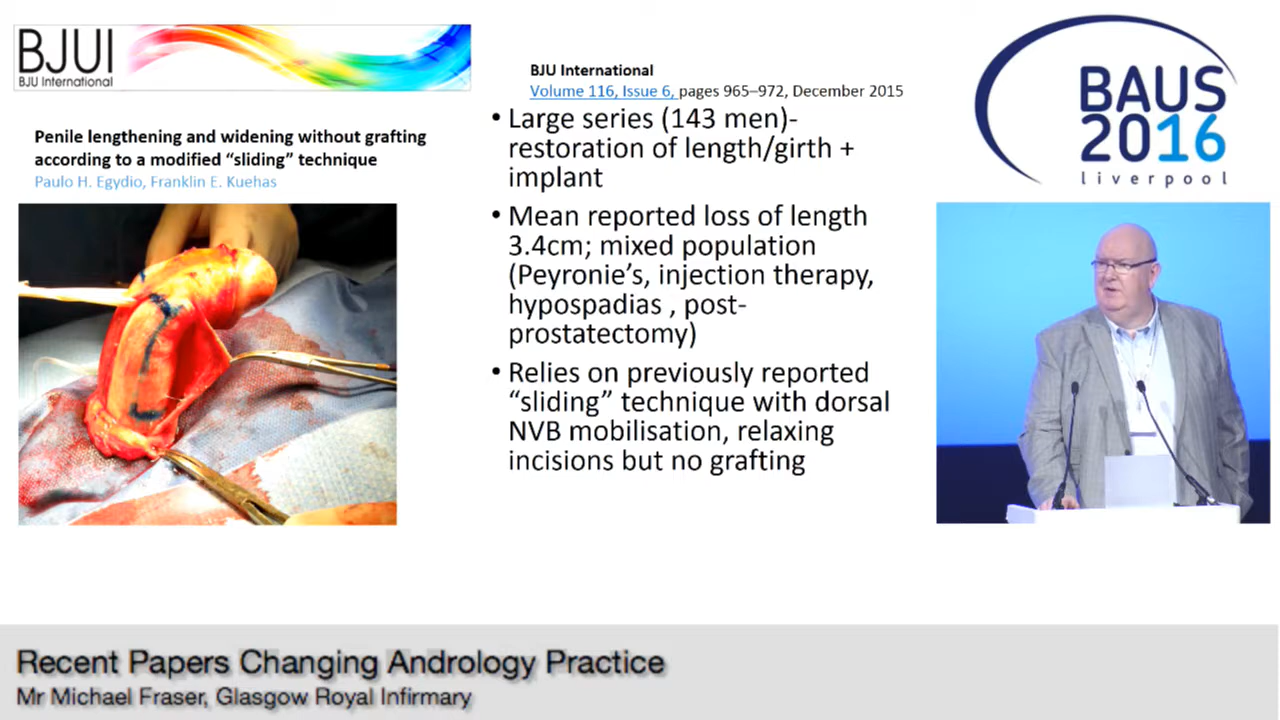 BJUI
BJU International
Penile lengthening and widening without grafting
according to a modified “sliding” technique
Paulo H. Egydio, Franklin E. Kuehas
BJU International
Volume 116, Issue 6, pages 965–972, December 2015
• Large series (143 men)-
restoration of length/girth +
implant
• Mean reported loss of length
3.4cm; mixed population
(Peyronie’s, injection therapy,
hypospadias , post-
prostatectomy)
• Relies on previously reported
“sliding” technique with dorsal
NVB mobilisation, relaxing
incisions but no grafting
BAUS
2016
liverpool
Recent Papers Changing Andrology Practice
Mr Michael Fraser, Glasgow Royal Infirmary